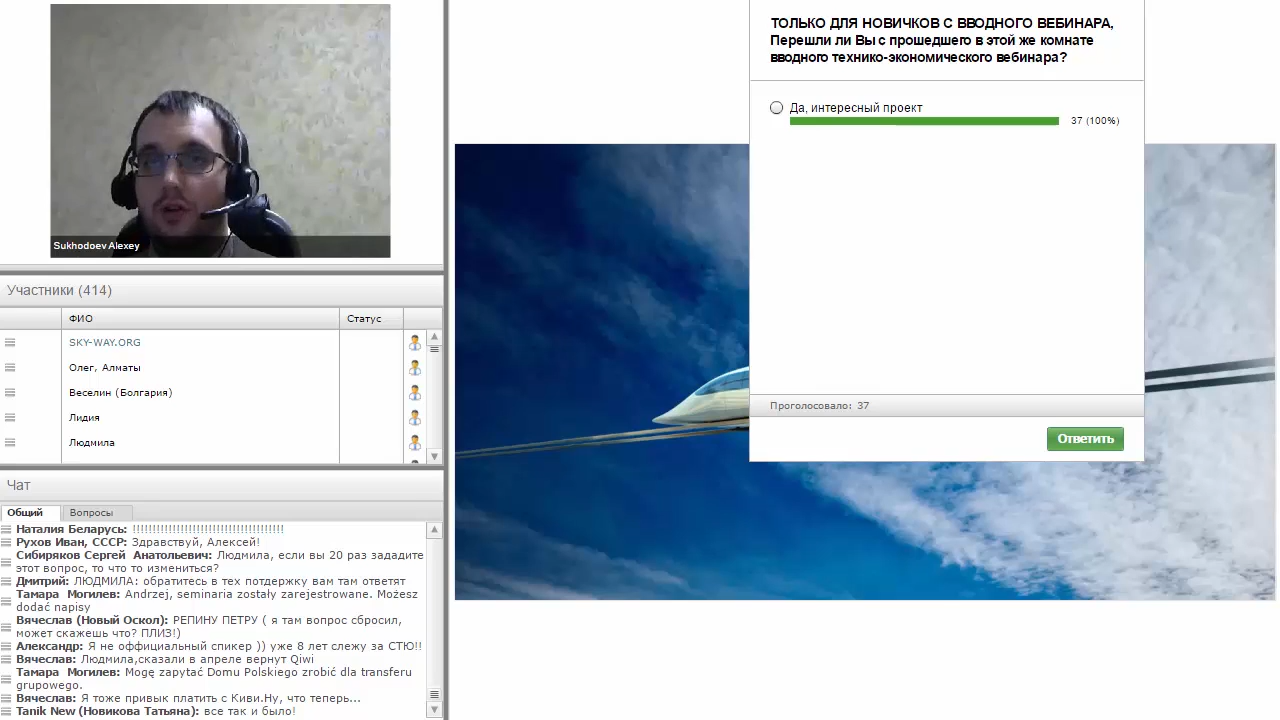 Sukhodoev Alexey
Участники (414)
ФИО
Статус
SKY-WAY.ORG
Олег, Алматы
Веселин (Болгария)
Лидия
Людмила
Чат
Общий
Вопросы
Наталия Беларусь: !!!!!!!!!!!!!!!!!!!!!!!!!!!!!!!!!!!!!!
Рухов Иван, СССР: Здравствуй, Алексей!
Сибиряков Сергей Анатольевич: Людмила, если вы 20 раз зададите
этот вопрос, то что то измениться?
Дмитрий: ЛЮДМИЛА: обратитесь в тех потдержку вам там ответят
Тамара Могилев: Andrzej, seminaria zostały zarejestrowane. Możesz
dodać napisy
Вячеслав (Новый Оскол): РЕПИНУ ПЕТРУ ( я там вопрос сбросил,
может скажешь что? ПЛИЗ!)
Александр: Я не оффициальный спикер )) уже 8 лет слежу за СТЮ!!
Вячеслав: Людмила,сказали в апреле вернут Qiwi
Тамара Могилев: Mogę zapytać Domu Polskiego zrobić dla transferu
grupowego.
Вячеслав: Я тоже привык платить с Киви.Ну, что теперь...
Tanik New (Новикова Татьяна): все так и было!
ТОЛЬКО ДЛЯ НОВИЧКОВ С ВВОДНОГО ВЕБИНАРА,
Перешли ли Вы с прошедшего в этой же комнате
вводного технико-экономического вебинара?
Да, интересный проект
37 (100%)
Проголосовало: 37
Ответить